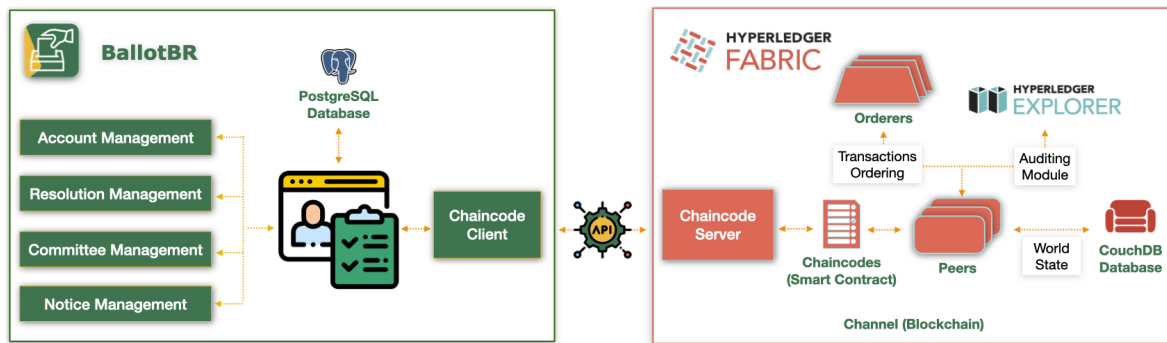 BallotBR
PostgreSQL
Database
Account Management
Resolution Management
Committee Management
Notice Management
Chaincode
Client
API
HYPERLEDGER
FABRIC
Orderers
HYPERLEDGER
EXPLORER
Transactions
Ordering
Auditing
Module
Chaincode
Server
Chaincodes
(Smart Contract)
Peers
World
State
CouchDB
Database
Channel (Blockchain)